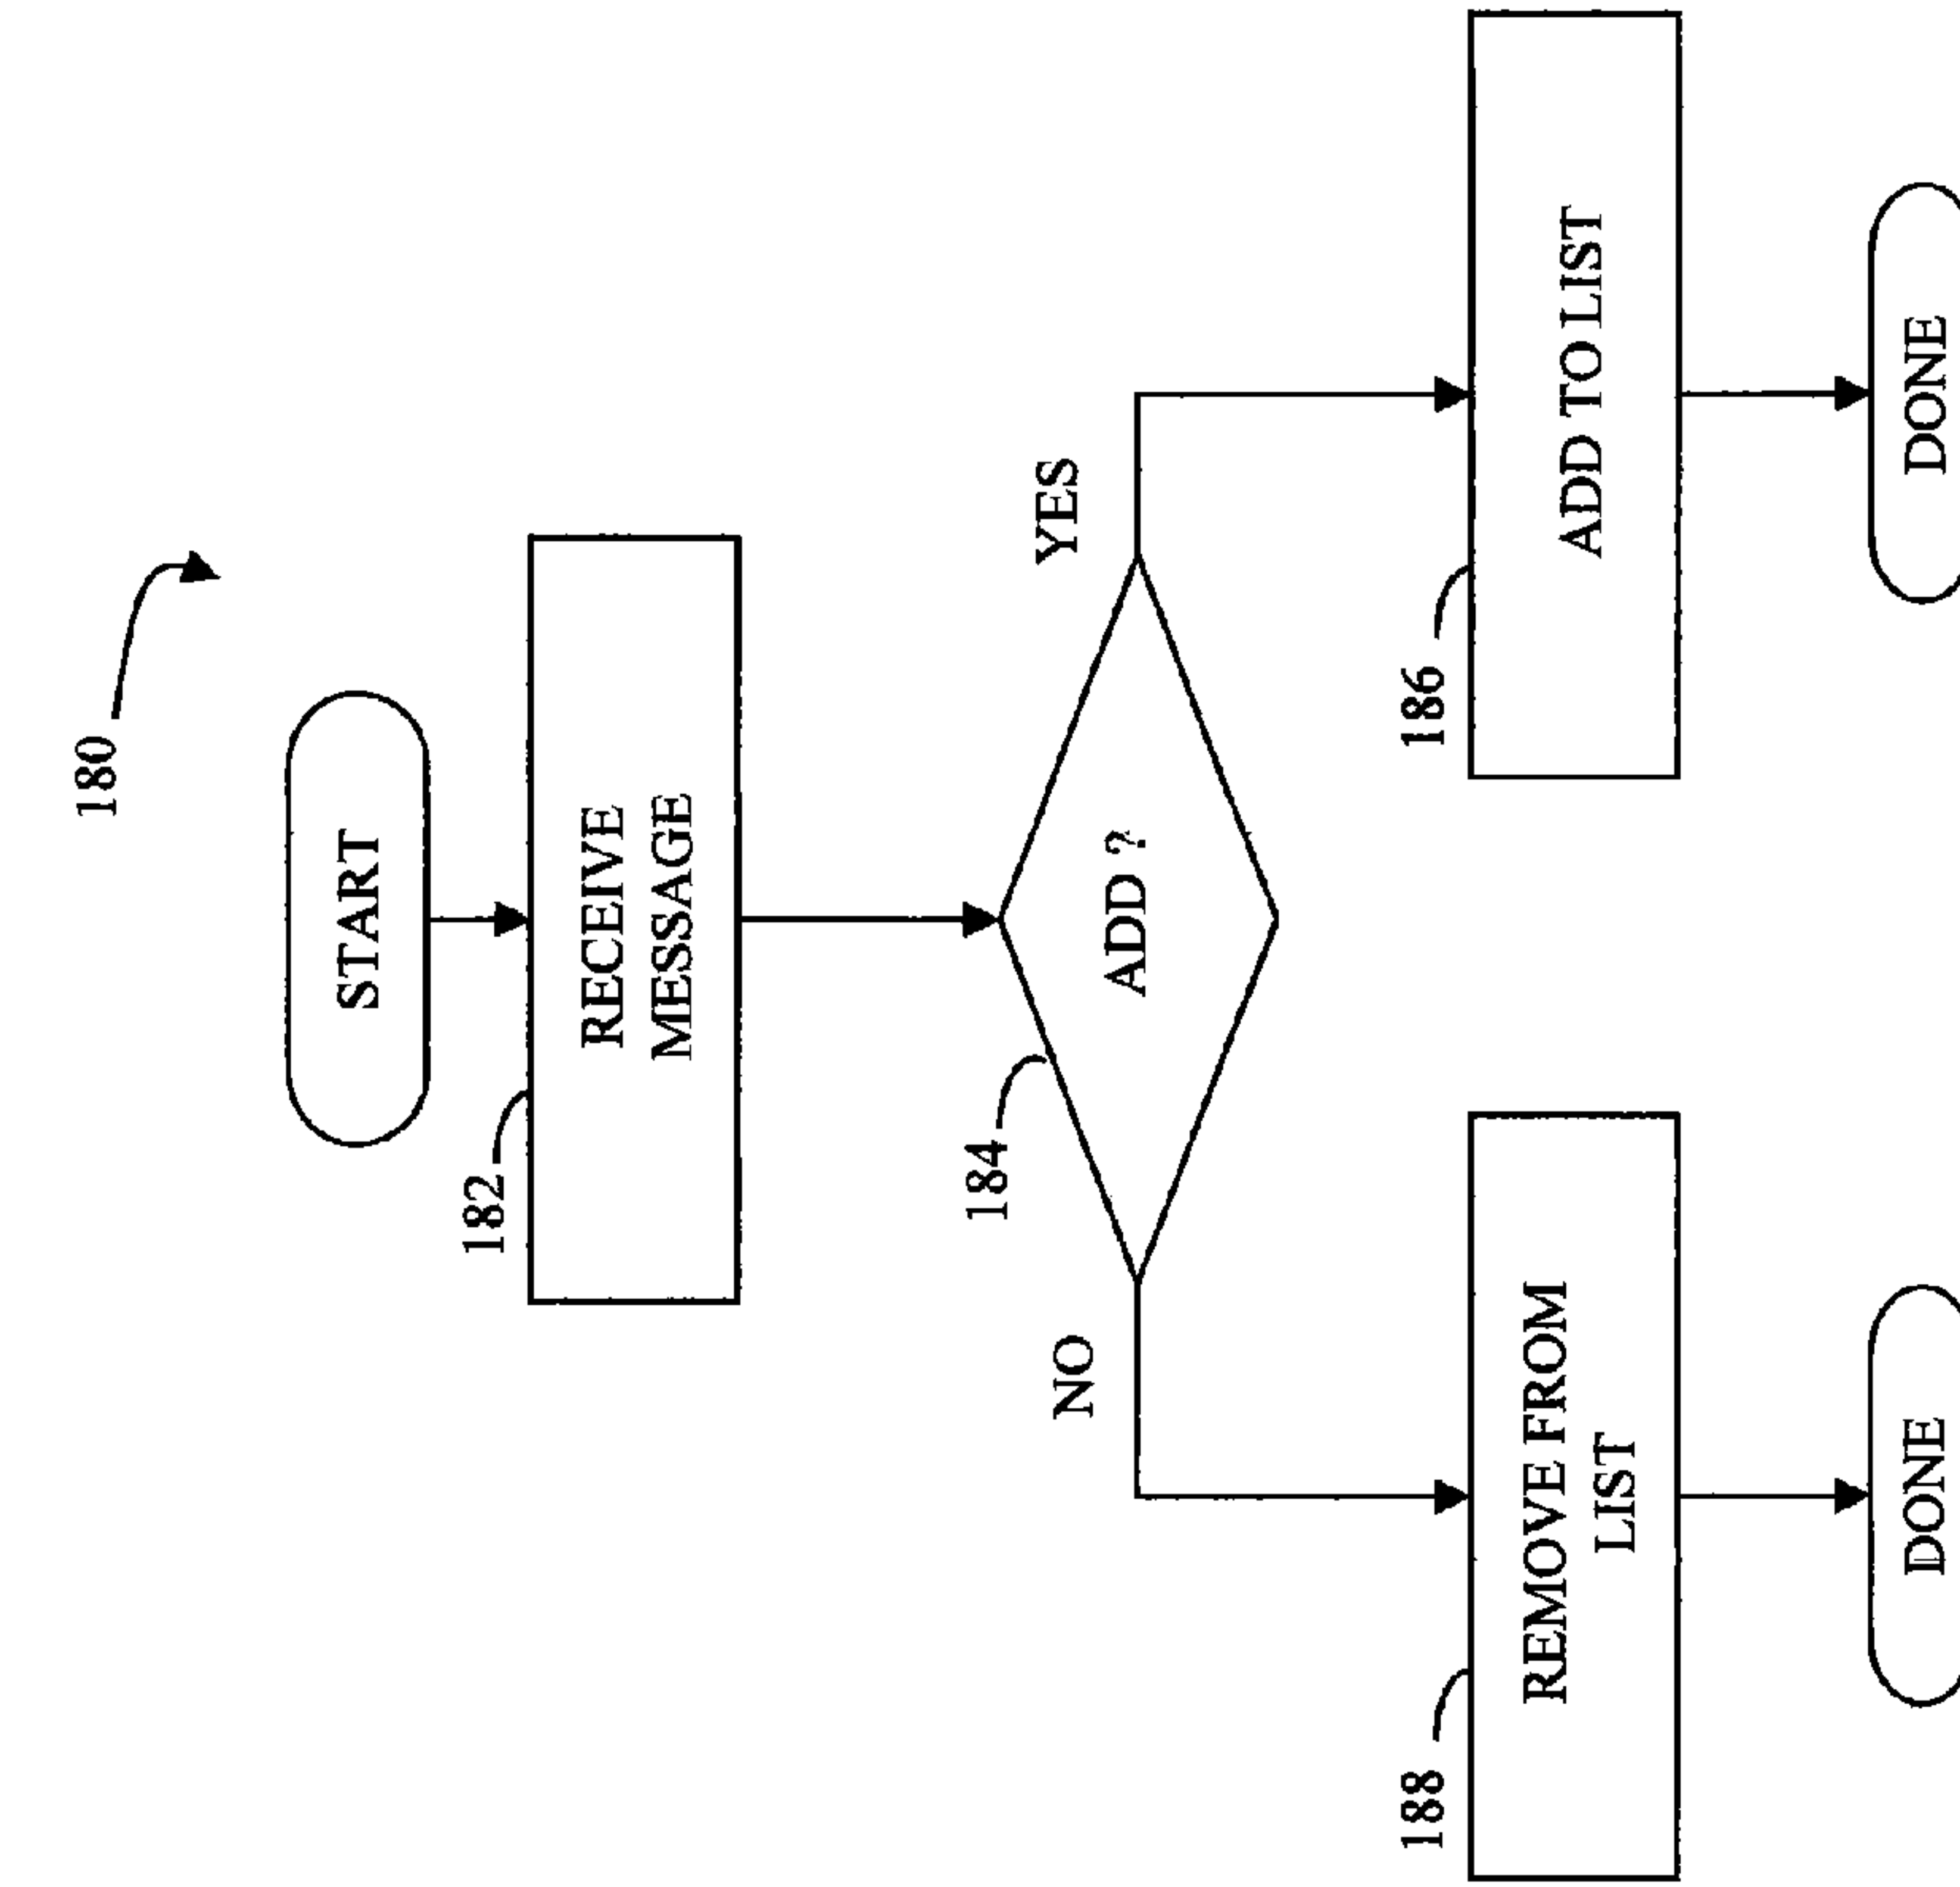 180
START
182
RECEIVE
MESSAGE
184
ADD ?
NO
YES
188
REMOVE FROM
LIST
186
ADD TO LIST
DONE
DONE